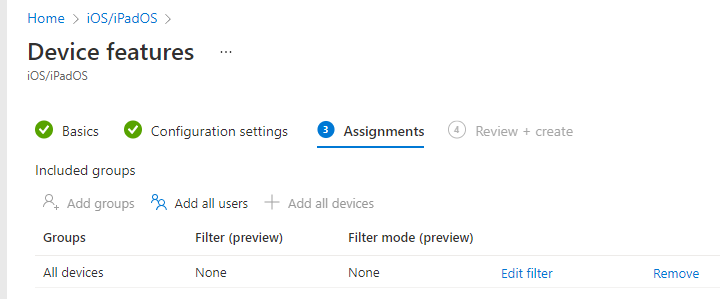 Home > iOS/iPadOS >
Device features ...
iOS/iPadOS
Basics Configuration settings 3 Assignments 4 Review + create
Included groups
Add groups Add all users Add all devices
Groups Filter (preview) Filter mode (preview)
All devices None None Edit filter Remove